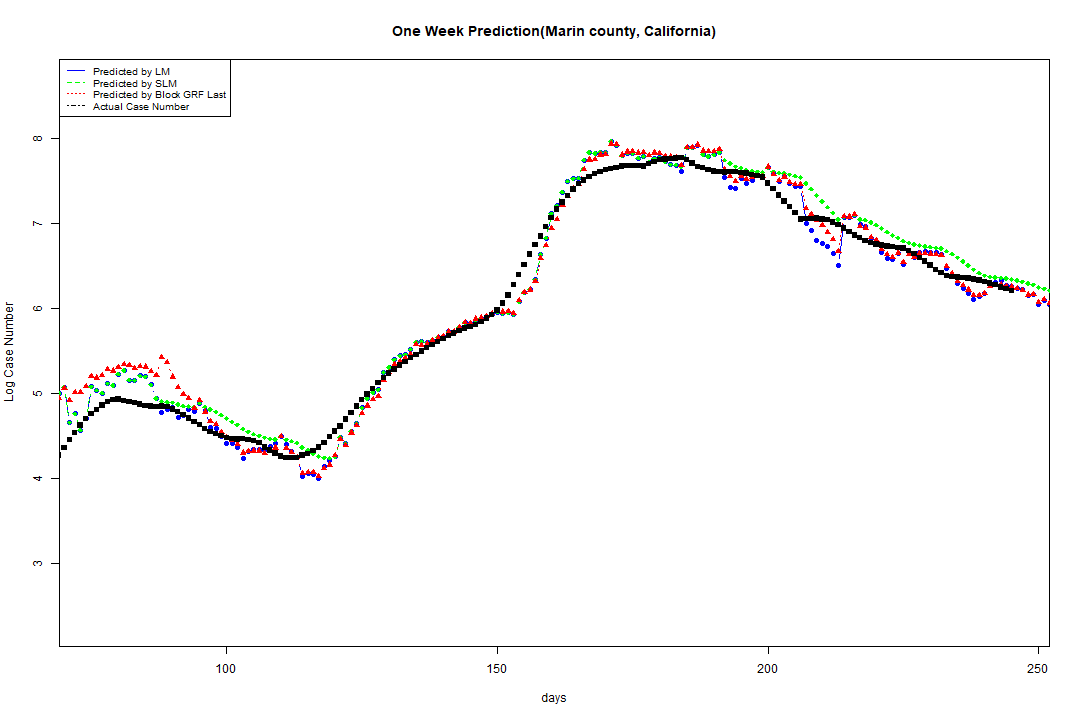 One Week Prediction(Marin county, California)
Predicted by LM
Predicted by SLM
Predicted by Block GRF Last
Actual Case Number
8
7
6
5
4
3
Log Case Number
100 150 200 250
days